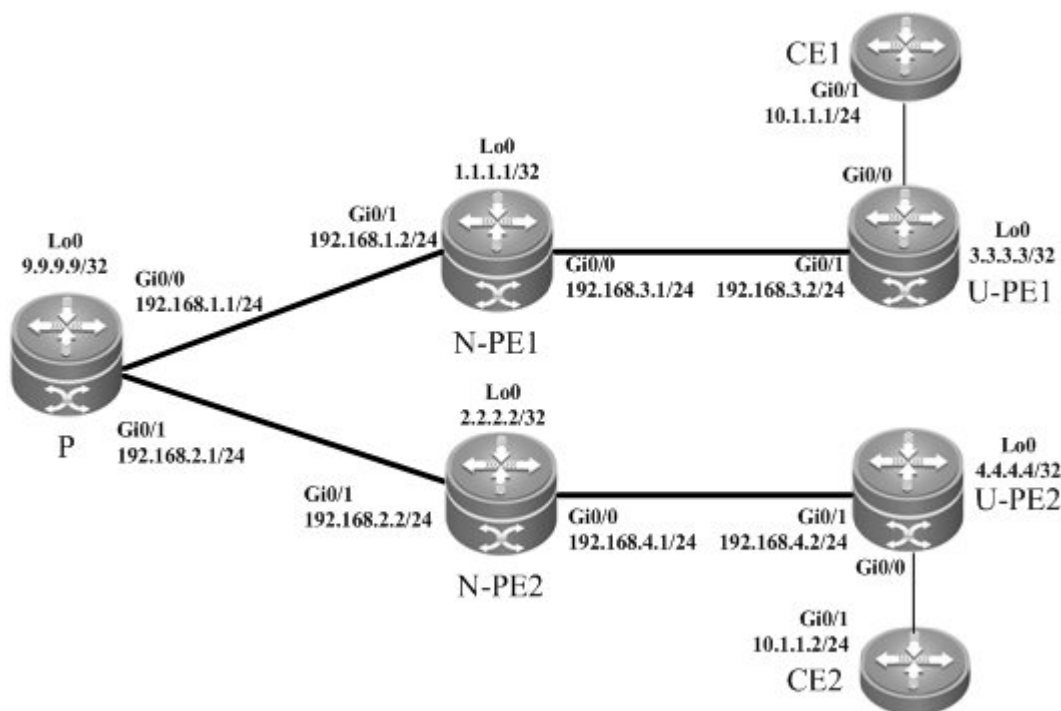 CE1
Gi0/1
10.1.1.1/24
Lo0
1.1.1.1/32
Gi0/0
Gi0/1
192.168.1.2/24
Lo0
9.9.9.9/32
Gi0/0
192.168.1.1/24
Gi0/0
192.168.3.1/24
Gi0/1
192.168.3.2/24
Lo0
3.3.3.3/32
U-PE1
N-PE1
P
Gi0/1
192.168.2.1/24
Lo0
2.2.2.2/32
Gi0/1
192.168.2.2/24
Gi0/0
192.168.4.1/24
Gi0/1
192.168.4.2/24
Lo0
4.4.4.4/32
U-PE2
Gi0/0
N-PE2
Gi0/1
10.1.1.2/24
CE2